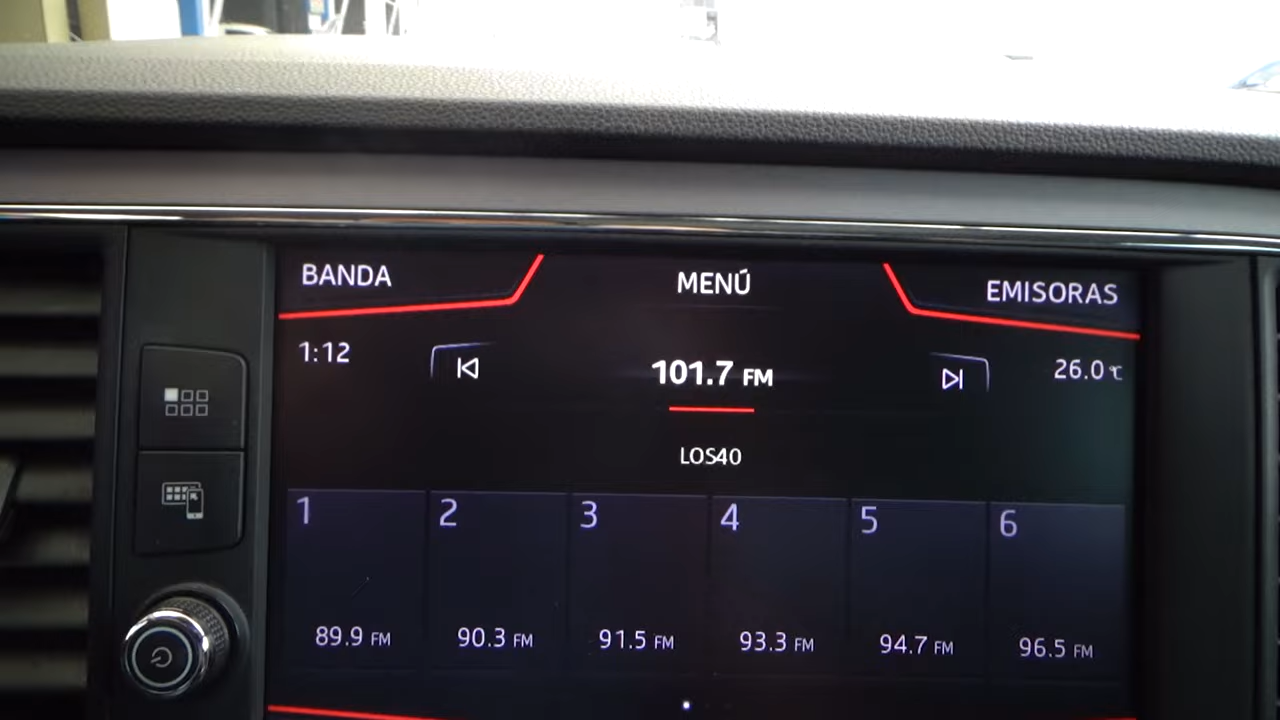 BANDA
MENÚ
EMISORAS
1:12
101.7 FM
26.0 °C
LOS40
1
2
3
4
5
6
89.9 FM
90.3 FM
91.5 FM
93.3 FM
94.7 FM
96.5 FM